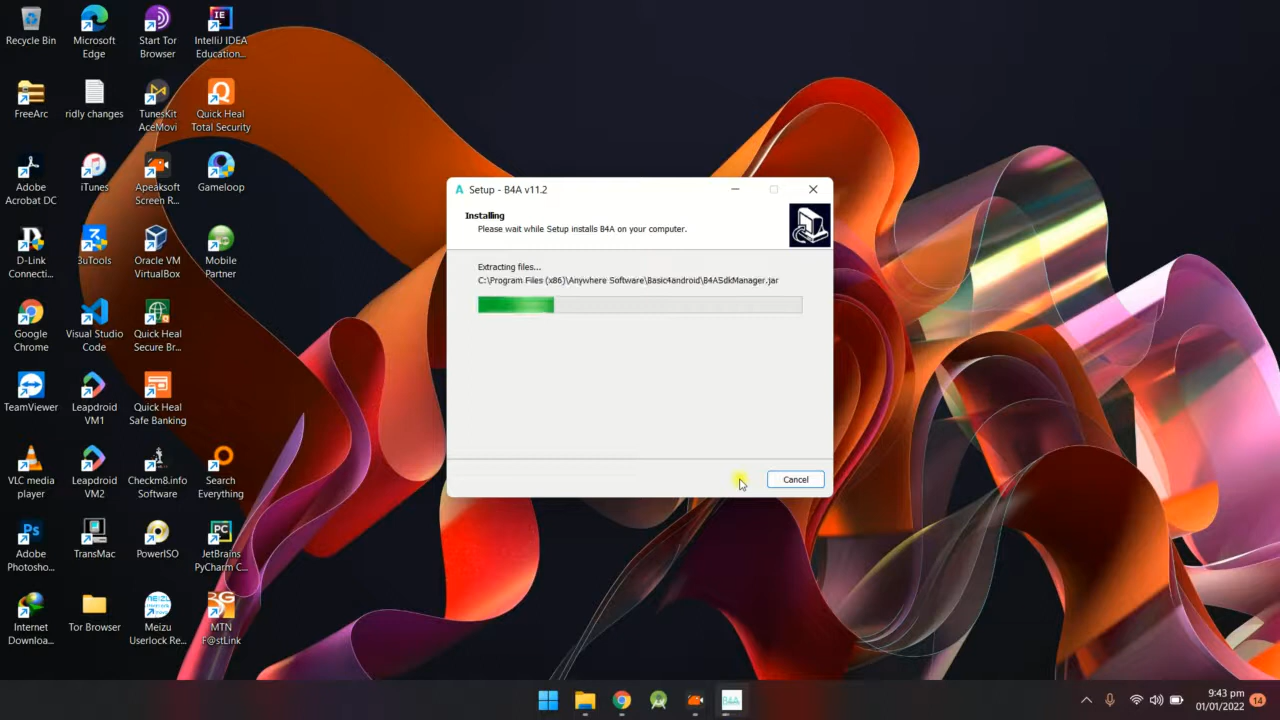 Recycle Bin
Microsoft
Edge
Start Tor
Browser
IntelliJ IDEA
Education...
FreeArc
ridly changes
TunesKit
AceMovi
Quick Heal
Total Security
Adobe
Acrobat DC
iTunes
Apeaksoft
Screen R...
Gameloop
D-Link
Connecti...
3uTools
Oracle VM
VirtualBox
Mobile
Partner
Google
Chrome
Visual Studio
Code
Quick Heal
Secure Br...
TeamViewer
Leapdroid
VM1
Quick Heal
Safe Banking
VLC media
player
Leapdroid
VM2
Checkm8.info
Software
Search
Everything
Adobe
Photosho...
TransMac
PowerISO
JetBrains
PyCharm C...
Internet
Downloa...
Tor Browser
Meizu
Userlock Re...
MTN
F@stLink
Setup - B4A v11.2
Installing
Please wait while Setup installs B4A on your computer.
Extracting files...
C:\Program Files (x86)\Anywhere Software\Basic4android\B4ASdkManager.jar
Cancel
B4A
9:43 pm
01/01/2022
14